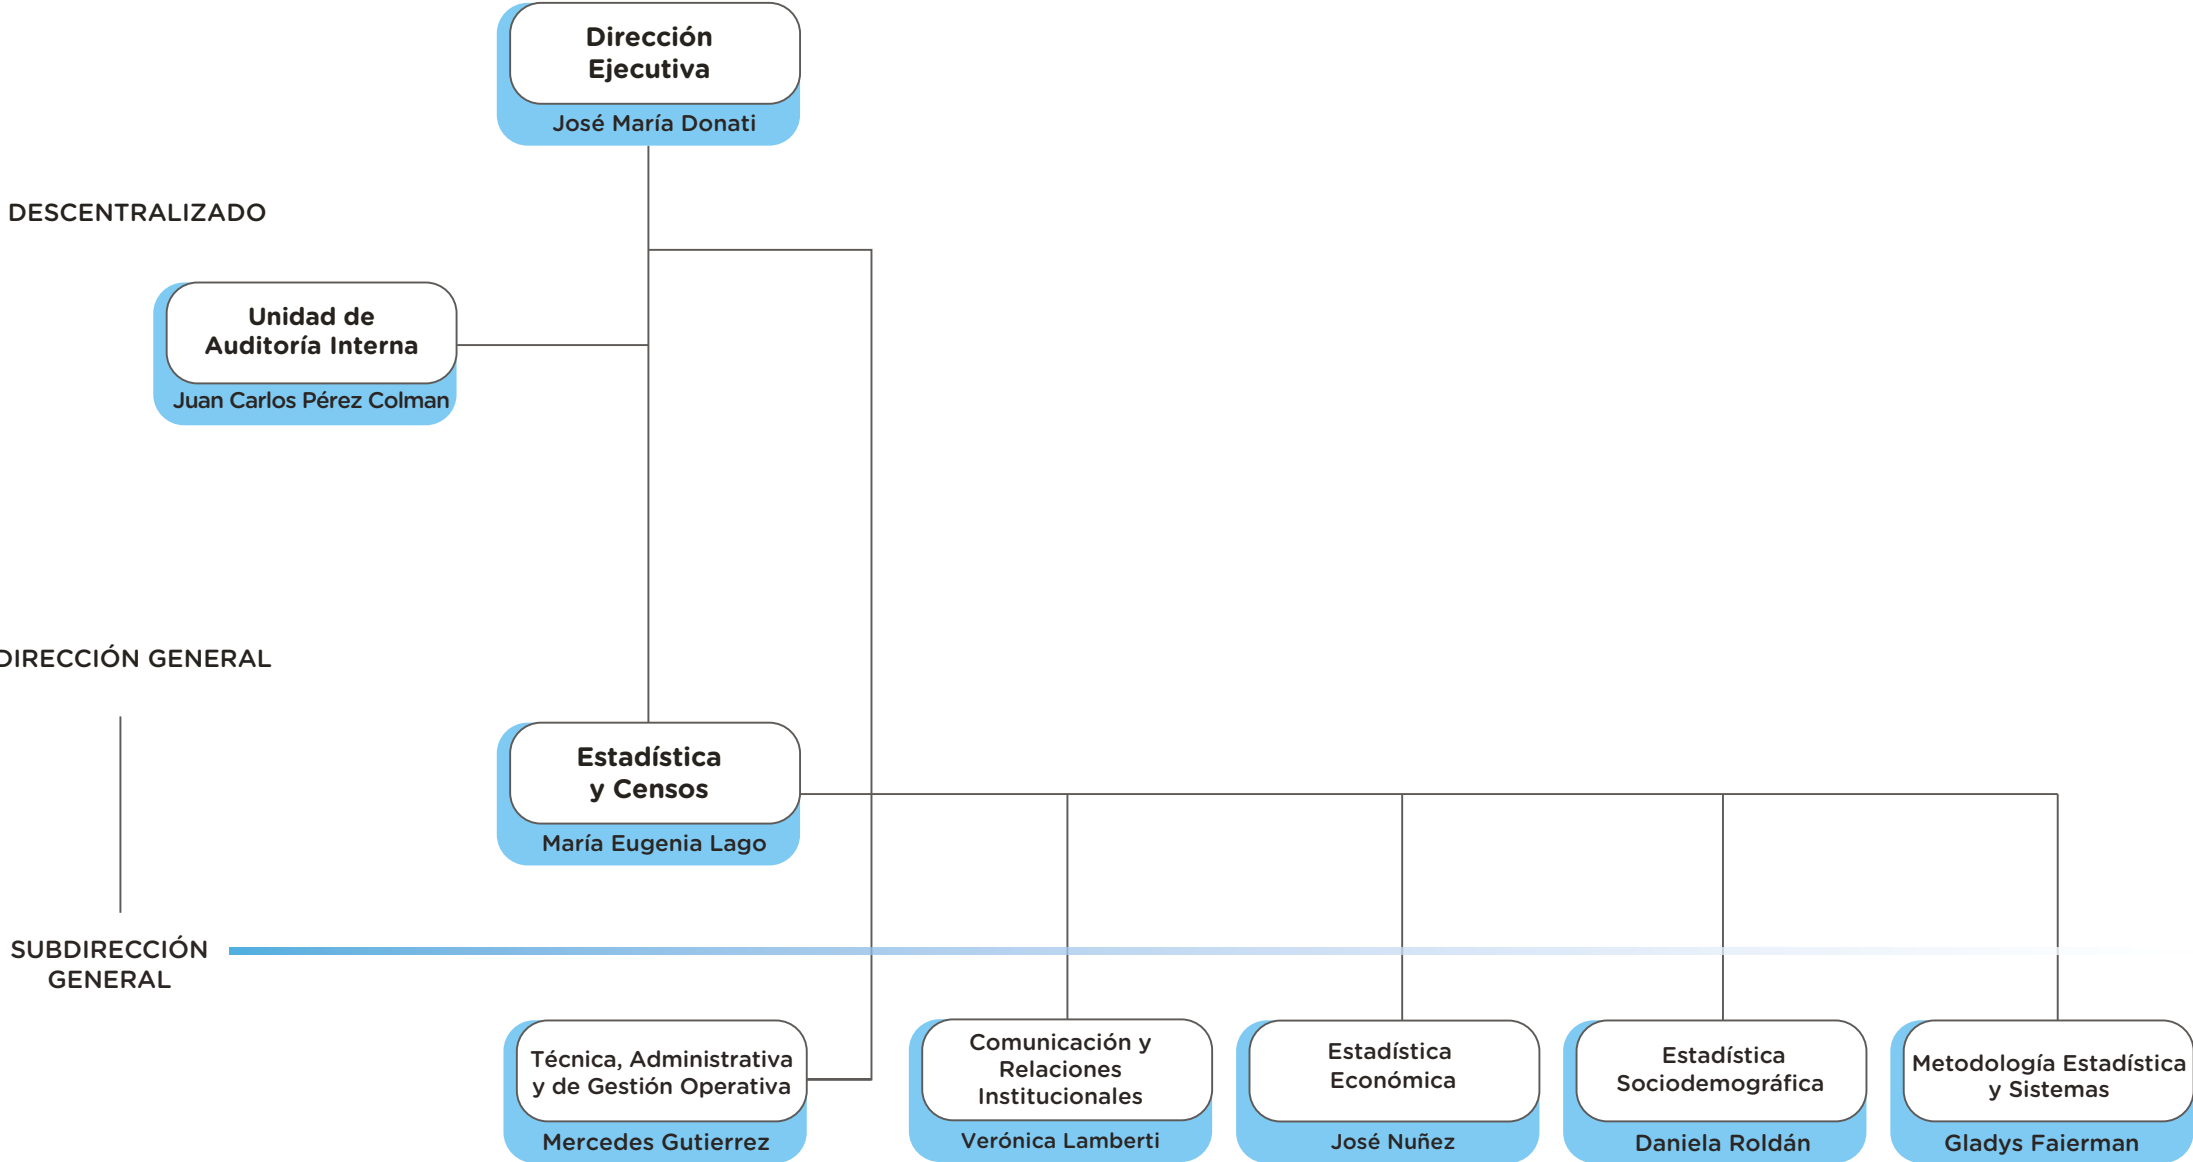 Dirección
Ejecutiva
José María Donati
DESCENTRALIZADO
Unidad de
Auditoría Interna
Juan Carlos Pérez Colman
DIRECCIÓN GENERAL
Estadística
y Censos
María Eugenia Lago
SUBDIRECCIÓN
GENERAL
Técnica, Administrativa
y de Gestión Operativa
Mercedes Gutierrez
Comunicación y
Relaciones
Institucionales
Verónica Lamberti
Estadística
Económica
José Nuñez
Estadística
Sociodemográfica
Daniela Roldán
Metodología Estadística
y Sistemas
Gladys Faierman